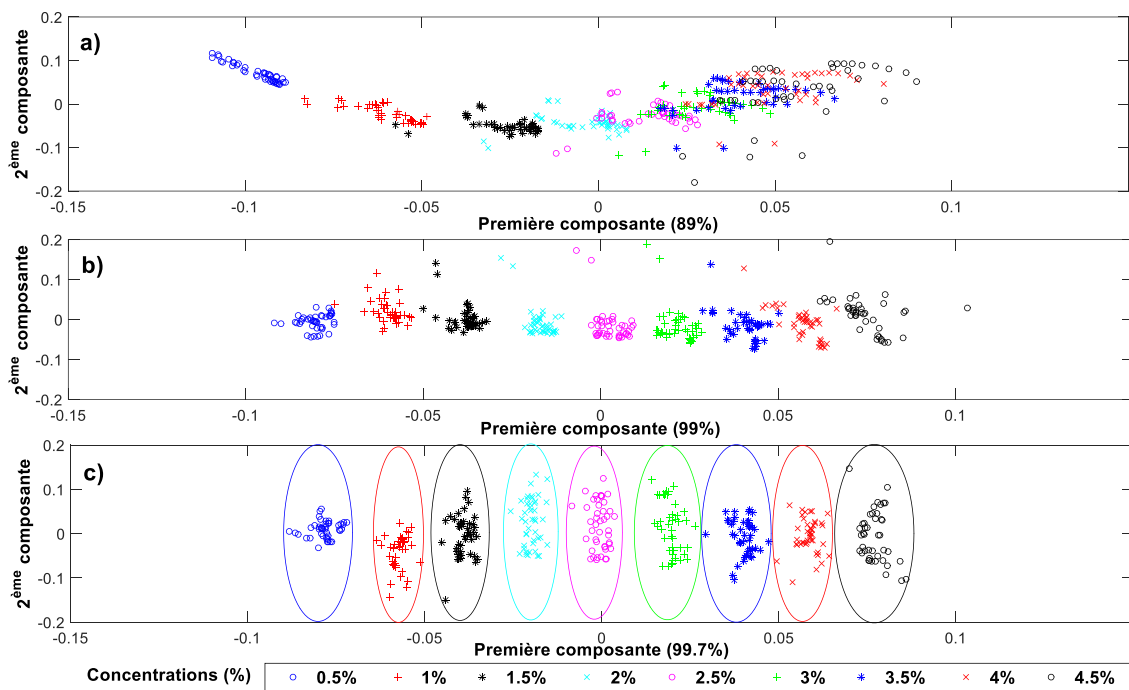 a)
2ème composante
0.2
0.1
0
-0.1
-0.2
-0.15 -0.1 -0.05 0 0.05 0.1
Première composante (89%)
b)
2ème composante
0.2
0.1
0
-0.1
-0.2
-0.15 -0.1 -0.05 0 0.05 0.1
Première composante (99%)
c)
2ème composante
0.2
0.1
0
-0.1
-0.2
-0.15 -0.1 -0.05 0 0.05 0.1
Première composante (99.7%)
Concentrations (%) 0.5% 1% 1.5% 2% 2.5% 3% 3.5% 4% 4.5%